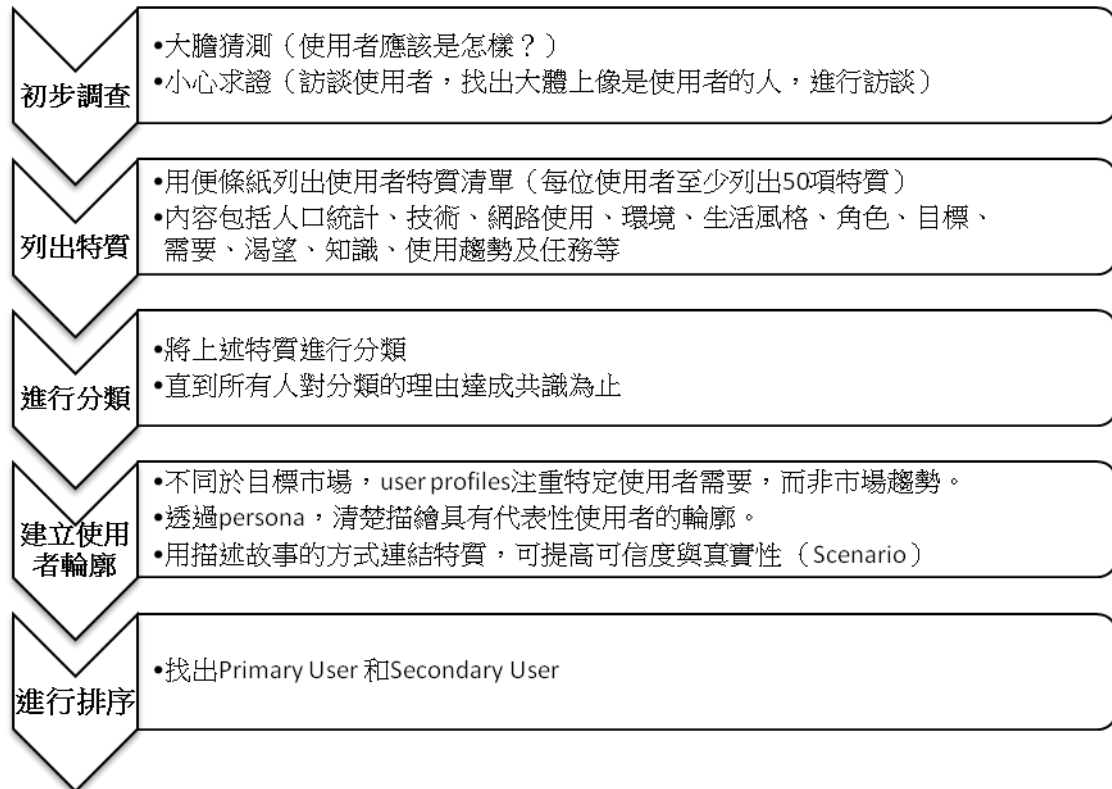 初步調查
•大膽猜測（使用者應該是怎樣？）
•小心求證（訪談使用者，找出大體上像是使用者的人，進行訪談）
列出特質
•用便條紙列出使用者特質清單（每位使用者至少列出50項特質）
•內容包括人口統計、技術、網路使用、環境、生活風格、角色、目標、
需要、渴望、知識、使用趨勢及任務等
進行分類
•將上述特質進行分類
•直到所有人對分類的理由達成共識為止
建立使用
者輪廓
•不同於目標市場，user profiles注重特定使用者需要，而非市場趨勢。
•透過persona，清楚描繪具有代表性使用者的輪廓。
•用描述故事的方式連結特質，可提高可信度與真實性（Scenario）
進行排序
•找出Primary User 和Secondary User